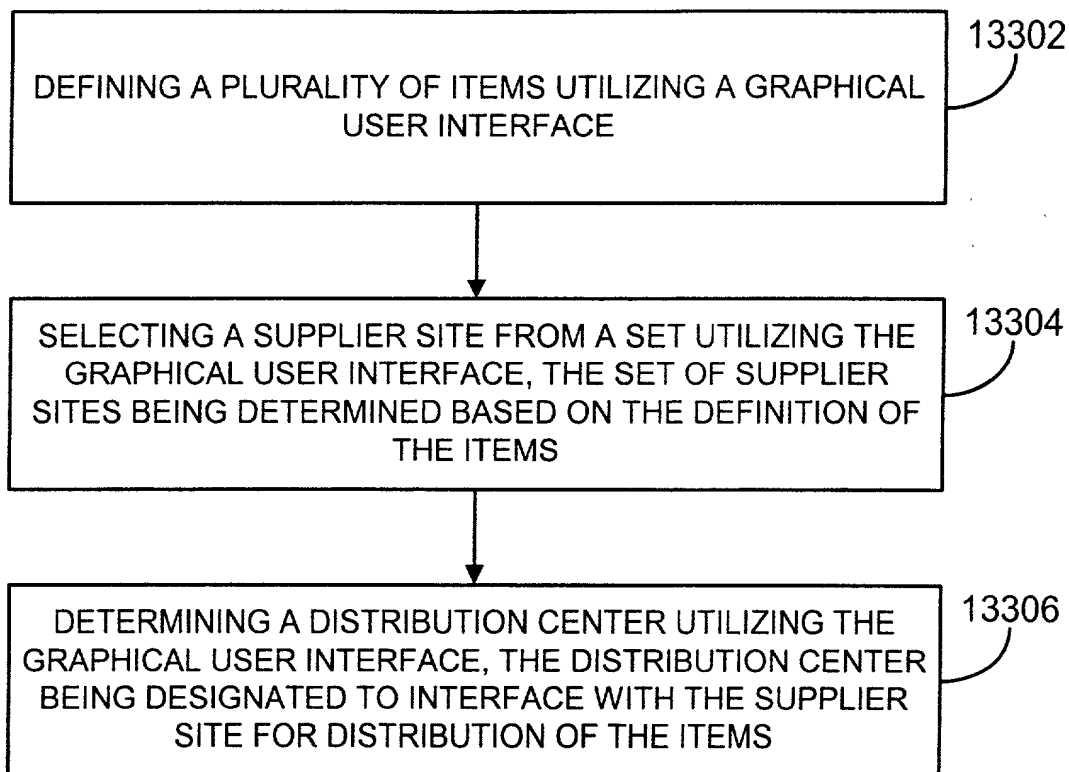 13302
DEFINING A PLURALITY OF ITEMS UTILIZING A GRAPHICAL
USER INTERFACE
13304
SELECTING A SUPPLIER SITE FROM A SET UTILIZING THE
GRAPHICAL USER INTERFACE, THE SET OF SUPPLIER
SITES BEING DETERMINED BASED ON THE DEFINITION OF
THE ITEMS
13306
DETERMINING A DISTRIBUTION CENTER UTILIZING THE
GRAPHICAL USER INTERFACE, THE DISTRIBUTION CENTER
BEING DESIGNATED TO INTERFACE WITH THE SUPPLIER
SITE FOR DISTRIBUTION OF THE ITEMS